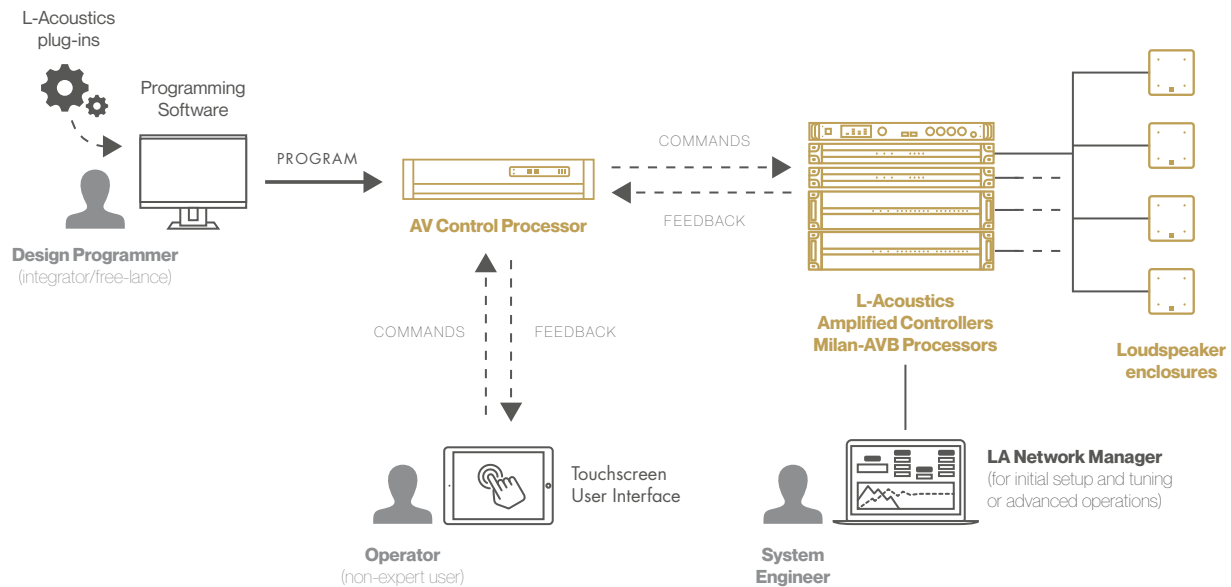 L-Acoustics
plug-ins
Programming
Software
PROGRAM
Design Programmer
(integrator/free-lance)
AV Control Processor
COMMANDS
FEEDBACK
COMMANDS
FEEDBACK
L-Acoustics
Amplified Controllers
Milan-AVB Processors
Loudspeaker
enclosures
Touchscreen
User Interface
Operator
(non-expert user)
LA Network Manager
(for initial setup and tuning
or advanced operations)
System
Engineer